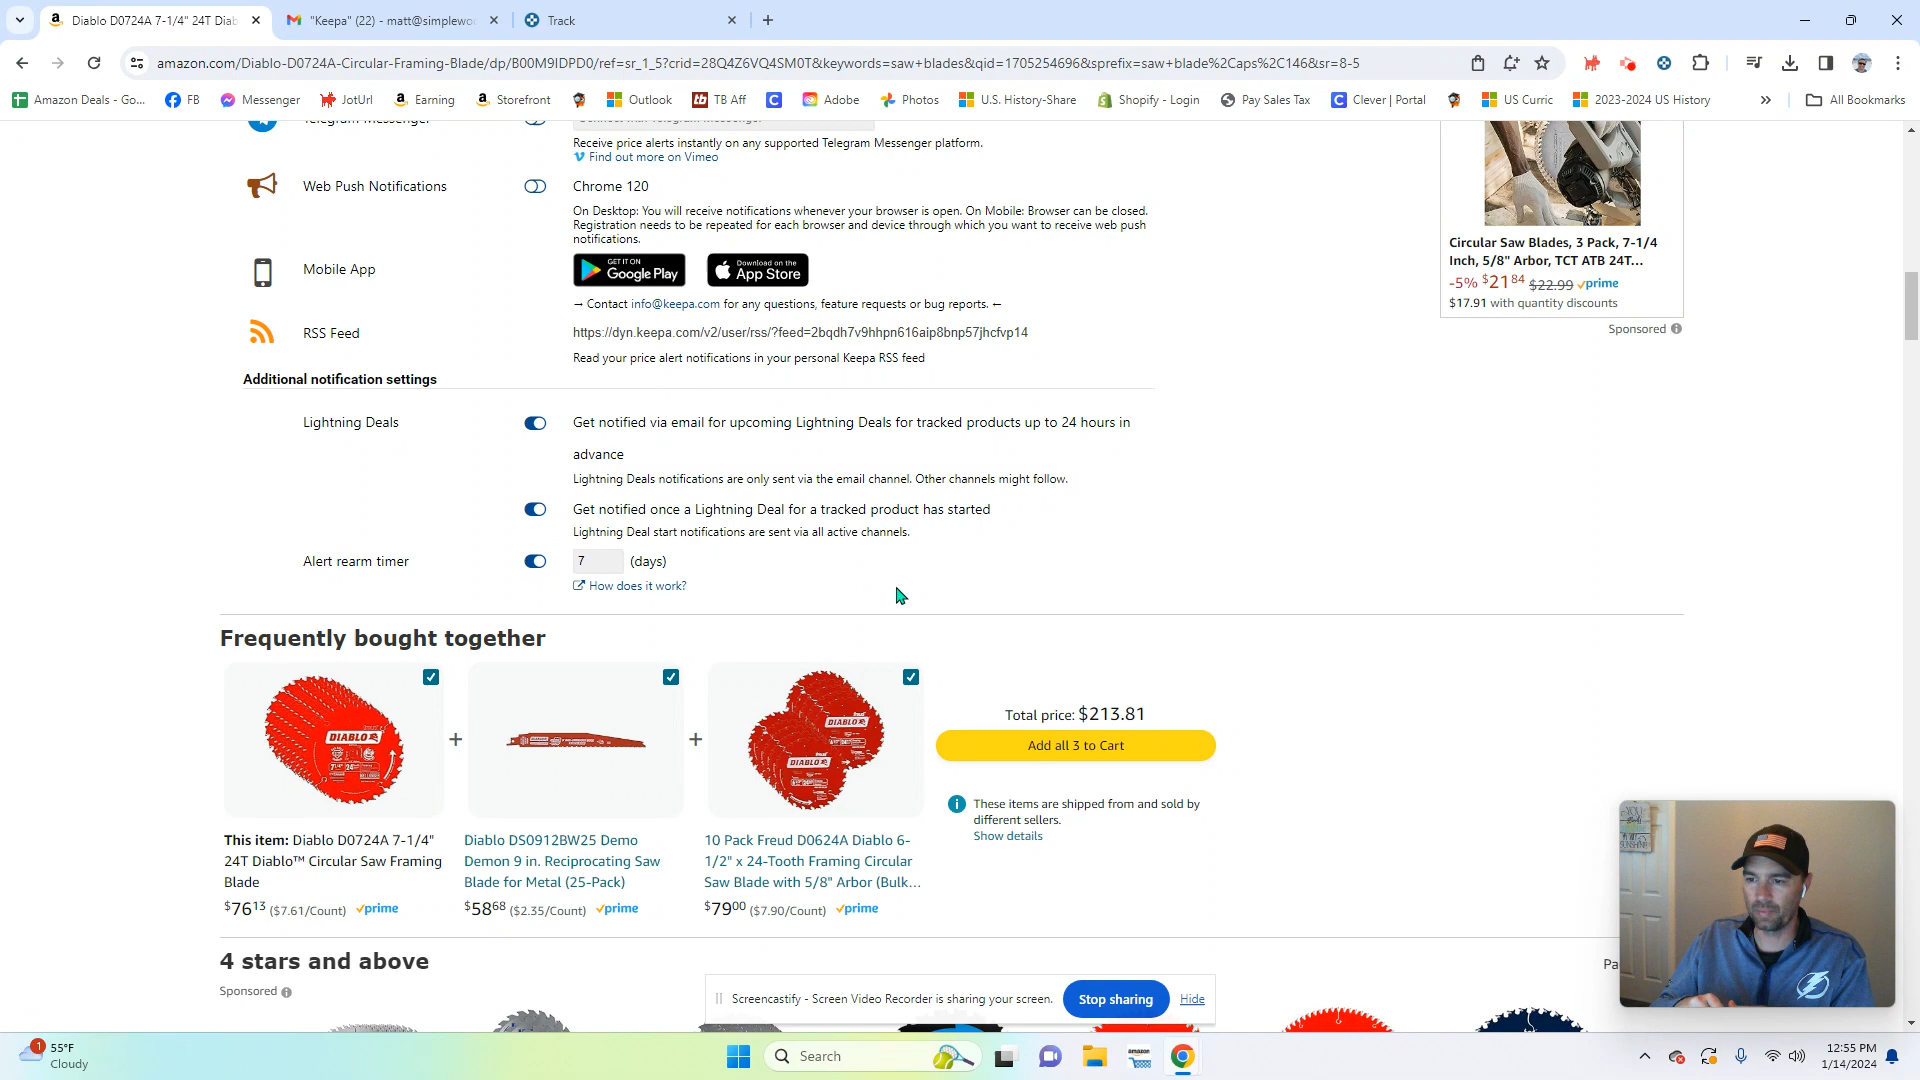 Diablo D0724A 7-1/4" 24T Diab
"Keepa" (22) - matt@simplewoo
Track
amazon.com/Diablo-D0724A-Circular-Framing-Blade/dp/B00M9IDPD0/ref=sr_1_5?crid=28Q4Z6VQ4SM0T&keywords=saw+blades&qid=1705254696&sprefix=saw+blade%2Caps%2C146&sr=8-5
Amazon Deals - Go...
FB
Messenger
JotUrl
Earning
Storefront
Outlook
TB Aff
Adobe
Photos
U.S. History-Share
Shopify - Login
Pay Sales Tax
Clever | Portal
US Curric
2023-2024 US History
All Bookmarks
Receive price alerts instantly on any supported Telegram Messenger platform.
Find out more on Vimeo
Web Push Notifications
Chrome 120
On Desktop: You will receive notifications whenever your browser is open. On Mobile: Browser can be closed.
Registration needs to be repeated for each browser and device through which you want to receive web push
notifications.
Mobile App
GET IT ON
Google Play
Download on the
App Store
→ Contact info@keepa.com for any questions, feature requests or bug reports. ←
RSS Feed
https://dyn.keepa.com/v2/user/rss/?feed=2bqdh7v9hhpn616aip8bnp57jhcfvp14
Read your price alert notifications in your personal Keepa RSS feed
Additional notification settings
Lightning Deals
Get notified via email for upcoming Lightning Deals for tracked products up to 24 hours in
advance
Lightning Deals notifications are only sent via the email channel. Other channels might follow.
Get notified once a Lightning Deal for a tracked product has started
Lightning Deal start notifications are sent via all active channels.
Alert rearm timer
7 (days)
How does it work?
Circular Saw Blades, 3 Pack, 7-1/4
Inch, 5/8" Arbor, TCT ATB 24T...
-5% $21 84 $22.99 prime
$17.91 with quantity discounts
Sponsored
Frequently bought together
DIABLO
DIABLO
DIABLO
This item: Diablo D0724A 7-1/4"
24T Diablo™ Circular Saw Framing
Blade
$76 13 ($7.61/Count) prime
Diablo DS0912BW25 Demo
Demon 9 in. Reciprocating Saw
Blade for Metal (25-Pack)
$58 68 ($2.35/Count) prime
10 Pack Freud D0624A Diablo 6-
1/2" x 24-Tooth Framing Circular
Saw Blade with 5/8" Arbor (Bulk...
$79 00 ($7.90/Count) prime
Total price: $213.81
Add all 3 to Cart
These items are shipped from and sold by
different sellers.
Show details
4 stars and above
Sponsored
Pa
Screencastify - Screen Video Recorder is sharing your screen.
Stop sharing
Hide
1
55°F
Cloudy
Search
amazon
12:55 PM
1/14/2024